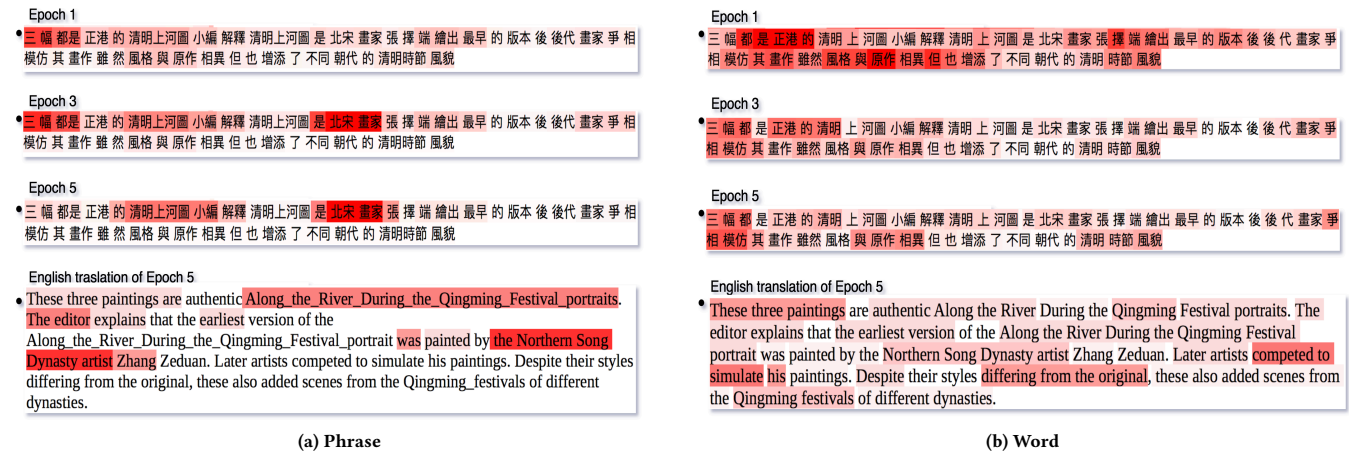 Epoch 1
三 幅 都是 正港 的 清明上河圖 小編 解釋 清明上河圖 是 北宋 畫家 張 擇 端 繪出 最早 的 版本 後 後代 畫家 爭 相
模仿 其 畫作 雖 然 風格 與 原作 相異 但 也 增添 了 不同 朝代 的 清明時節 風貌
Epoch 3
三 幅 都是 正港 的 清明上河圖 小編 解釋 清明上河圖 是 北宋 畫家 張 擇 端 繪出 最早 的 版本 後 後代 畫家 爭 相
模仿 其 畫作 雖 然 風格 與 原作 相異 但 也 增添 了 不同 朝代 的 清明時節 風貌
Epoch 5
三 幅 都是 正港 的 清明上河圖 小編 解釋 清明上河圖 是 北宋 畫家 張 擇 端 繪出 最早 的 版本 後 後代 畫家 爭 相
模仿 其 畫作 雖 然 風格 與 原作 相異 但 也 增添 了 不同 朝代 的 清明時節 風貌
English traslation of Epoch 5
These three paintings are authentic Along_the_River_During_the_Qingming_Festival_portraits.
The editor explains that the earliest version of the
Along_the_River_During_the_Qingming_Festival_portrait was painted by the Northern Song
Dynasty artist Zhang Zeduan. Later artists competed to simulate his paintings. Despite their styles
differing from the original, these also added scenes from the Qingming_festivals of different
dynasties.
(a) Phrase
Epoch 1
三 幅 都 是 正港 的 清明 上 河圖 小編 解釋 清明 上 河圖 是 北宋 畫家 張 擇 端 繪出 最早 的 版本 後 後 代 畫家 爭
相 模仿 其 畫作 雖然 風格 與 原作 相異 但 也 增添 了 不同 朝代 的 清明 時節 風貌
Epoch 3
三 幅 都 是 正港 的 清明 上 河圖 小編 解釋 清明 上 河圖 是 北宋 畫家 張 擇 端 繪出 最早 的 版本 後 後 代 畫家 爭
相 模仿 其 畫作 雖然 風格 與 原作 相異 但 也 增添 了 不同 朝代 的 清明 時節 風貌
Epoch 5
三 幅 都 是 正港 的 清明 上 河圖 小編 解釋 清明 上 河圖 是 北宋 畫家 張 擇 端 繪出 最早 的 版本 後 後 代 畫家 爭
相 模仿 其 畫作 雖然 風格 與 原作 相異 但 也 增添 了 不同 朝代 的 清明 時節 風貌
English translation of Epoch 5
These three paintings are authentic Along the River During the Qingming Festival portraits. The
editor explains that the earliest version of the Along the River During the Qingming Festival
portrait was painted by the Northern Song Dynasty artist Zhang Zeduan. Later artists competed to
simulate his paintings. Despite their styles differing from the original, these also added scenes from
the Qingming festivals of different dynasties.
(b) Word